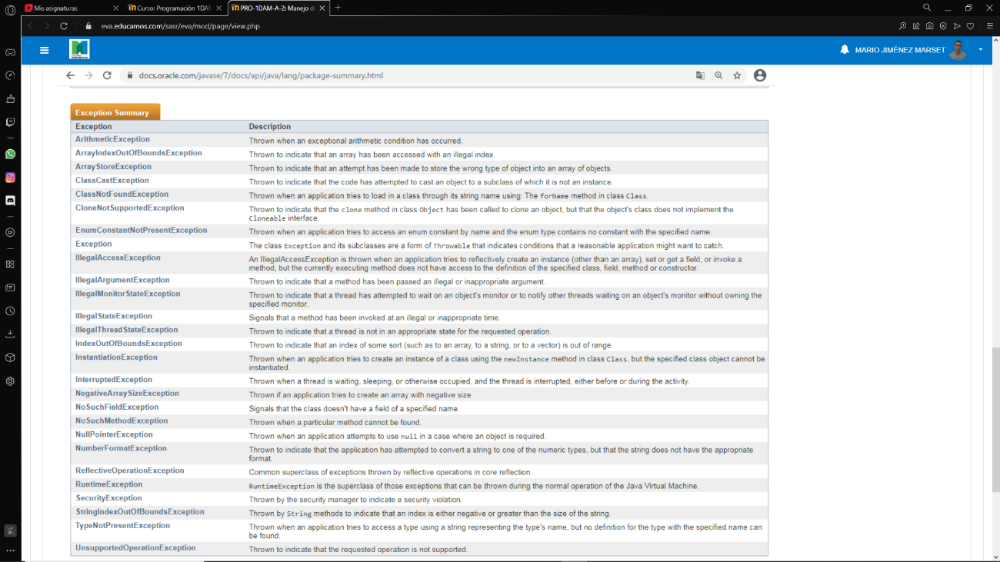 Mis asignaturas
Curso: Programación 1DAM
PRO-1DAM-A-2: Manejo d
eva.educamos.com/sasr/eva/mod/page/view.php
MARIO JIMÉNEZ MARSET
docs.oracle.com/javase/7/docs/api/java/lang/package-summary.html
Exception Summary
Exception Description
ArithmeticException Thrown when an exceptional arithmetic condition has occurred.
ArrayIndexOutOfBoundsException Thrown to indicate that an array has been accessed with an illegal index.
ArrayStoreException Thrown to indicate that an attempt has been made to store the wrong type of object into an array of objects.
ClassCastException Thrown to indicate that the code has attempted to cast an object to a subclass of which it is not an instance.
ClassNotFoundException Thrown when an application tries to load in a class through its string name using: The forName method in class Class.
CloneNotSupportedException Thrown to indicate that the clone method in class Object has been called to clone an object, but that the object's class does not implement the
Cloneable interface.
EnumConstantNotPresentException Thrown when an application tries to access an enum constant by name and the enum type contains no constant with the specified name.
Exception The class Exception and its subclasses are a form of Throwable that indicates conditions that a reasonable application might want to catch.
IllegalAccessException An IllegalAccessException is thrown when an application tries to reflectively create an instance (other than an array), set or get a field, or invoke a
method, but the currently executing method does not have access to the definition of the specified class, field, method or constructor.
IllegalArgumentException Thrown to indicate that a method has been passed an illegal or inappropriate argument.
IllegalMonitorStateException Thrown to indicate that a thread has attempted to wait on an object's monitor or to notify other threads waiting on an object's monitor without owning the
specified monitor.
IllegalStateException Signals that a method has been invoked at an illegal or inappropriate time.
IllegalThreadStateException Thrown to indicate that a thread is not in an appropriate state for the requested operation.
IndexOutOfBoundsException Thrown to indicate that an index of some sort (such as to an array, to a string, or to a vector) is out of range.
InstantiationException Thrown when an application tries to create an instance of a class using the newInstance method in class Class, but the specified class object cannot be
instantiated.
InterruptedException Thrown when a thread is waiting, sleeping, or otherwise occupied, and the thread is interrupted, either before or during the activity.
NegativeArraySizeException Thrown if an application tries to create an array with negative size.
NoSuchFieldException Signals that the class doesn't have a field of a specified name.
NoSuchMethodException Thrown when a particular method cannot be found.
NullPointerException Thrown when an application attempts to use null in a case where an object is required.
NumberFormatException Thrown to indicate that the application has attempted to convert a string to one of the numeric types, but that the string does not have the appropriate
format.
ReflectiveOperationException Common superclass of exceptions thrown by reflective operations in core reflection.
RuntimeException RuntimeException is the superclass of those exceptions that can be thrown during the normal operation of the Java Virtual Machine.
SecurityException Thrown by the security manager to indicate a security violation.
StringIndexOutOfBoundsException Thrown by String methods to indicate that an index is either negative or greater than the size of the string.
TypeNotPresentException Thrown when an application tries to access a type using a string representing the type's name, but no definition for the type with the specified name can
be found.
UnsupportedOperationException Thrown to indicate that the requested operation is not supported.